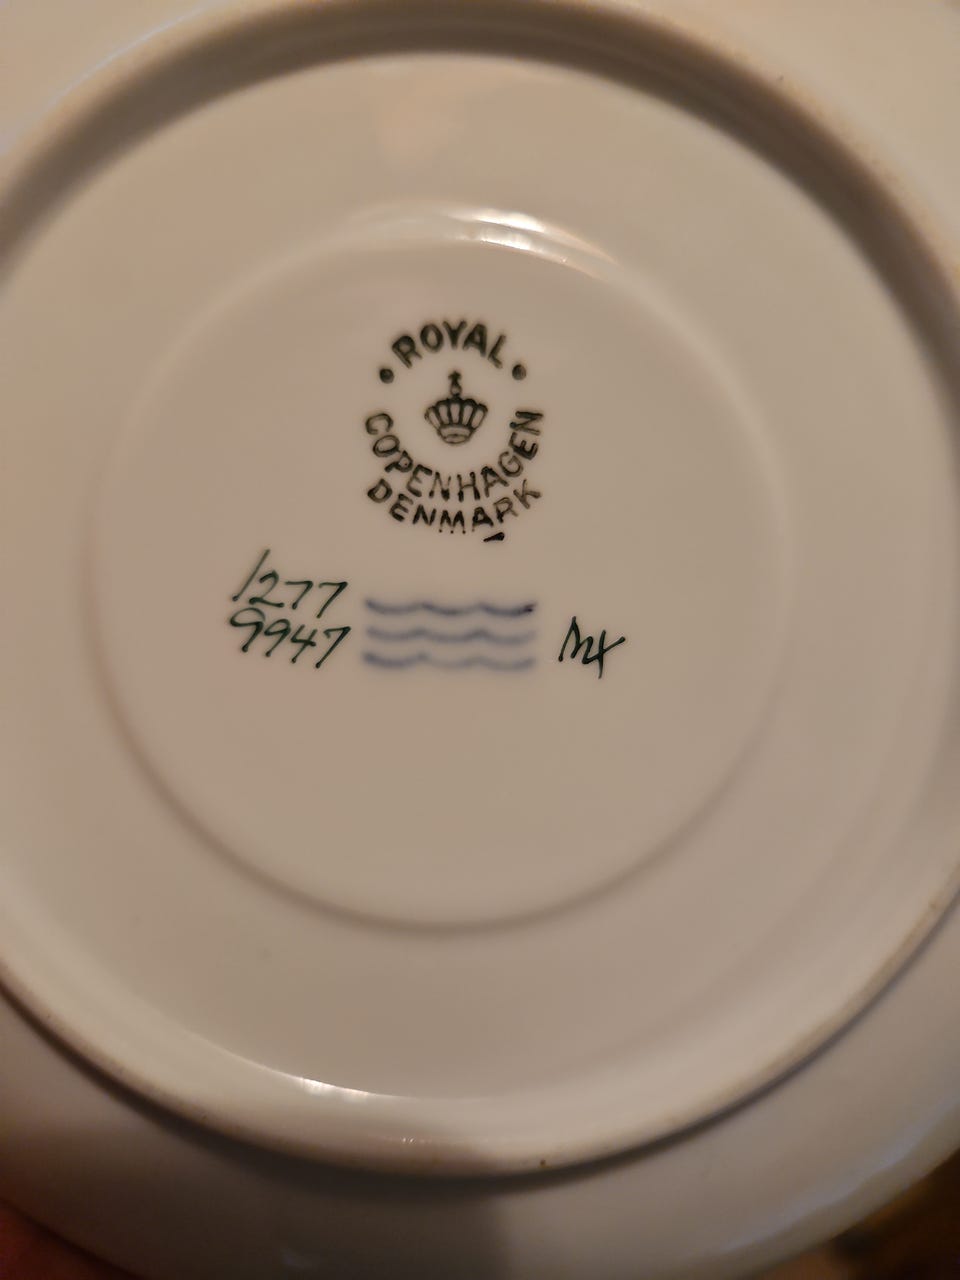 ROYAL
COPENHAGEN
DENMARK
1277
9947